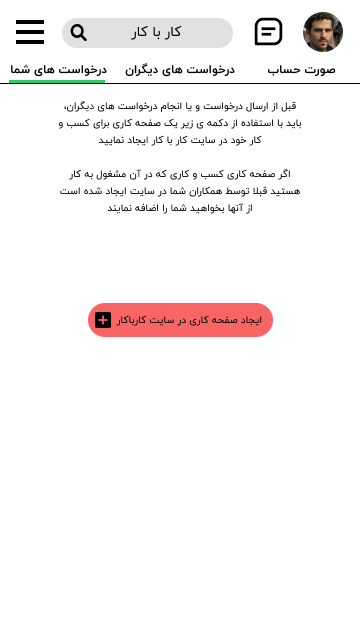 کار با کار
صورت حساب
درخواست های دیگران
درخواست های شما
قبل از ارسال درخواست و یا انجام درخواست های دیگران،
باید با استفاده از دکمه ی زیر یک صفحه کاری برای کسب و
کار خود در سایت کار با کار ایجاد نمایید
اگر صفحه کاری کسب و کاری که در آن مشغول به کار
هستید قبلا توسط همکاران شما در سایت ایجاد شده است
از آنها بخواهید شما را اضافه نمایند
ایجاد صفحه کاری در سایت کارباکار